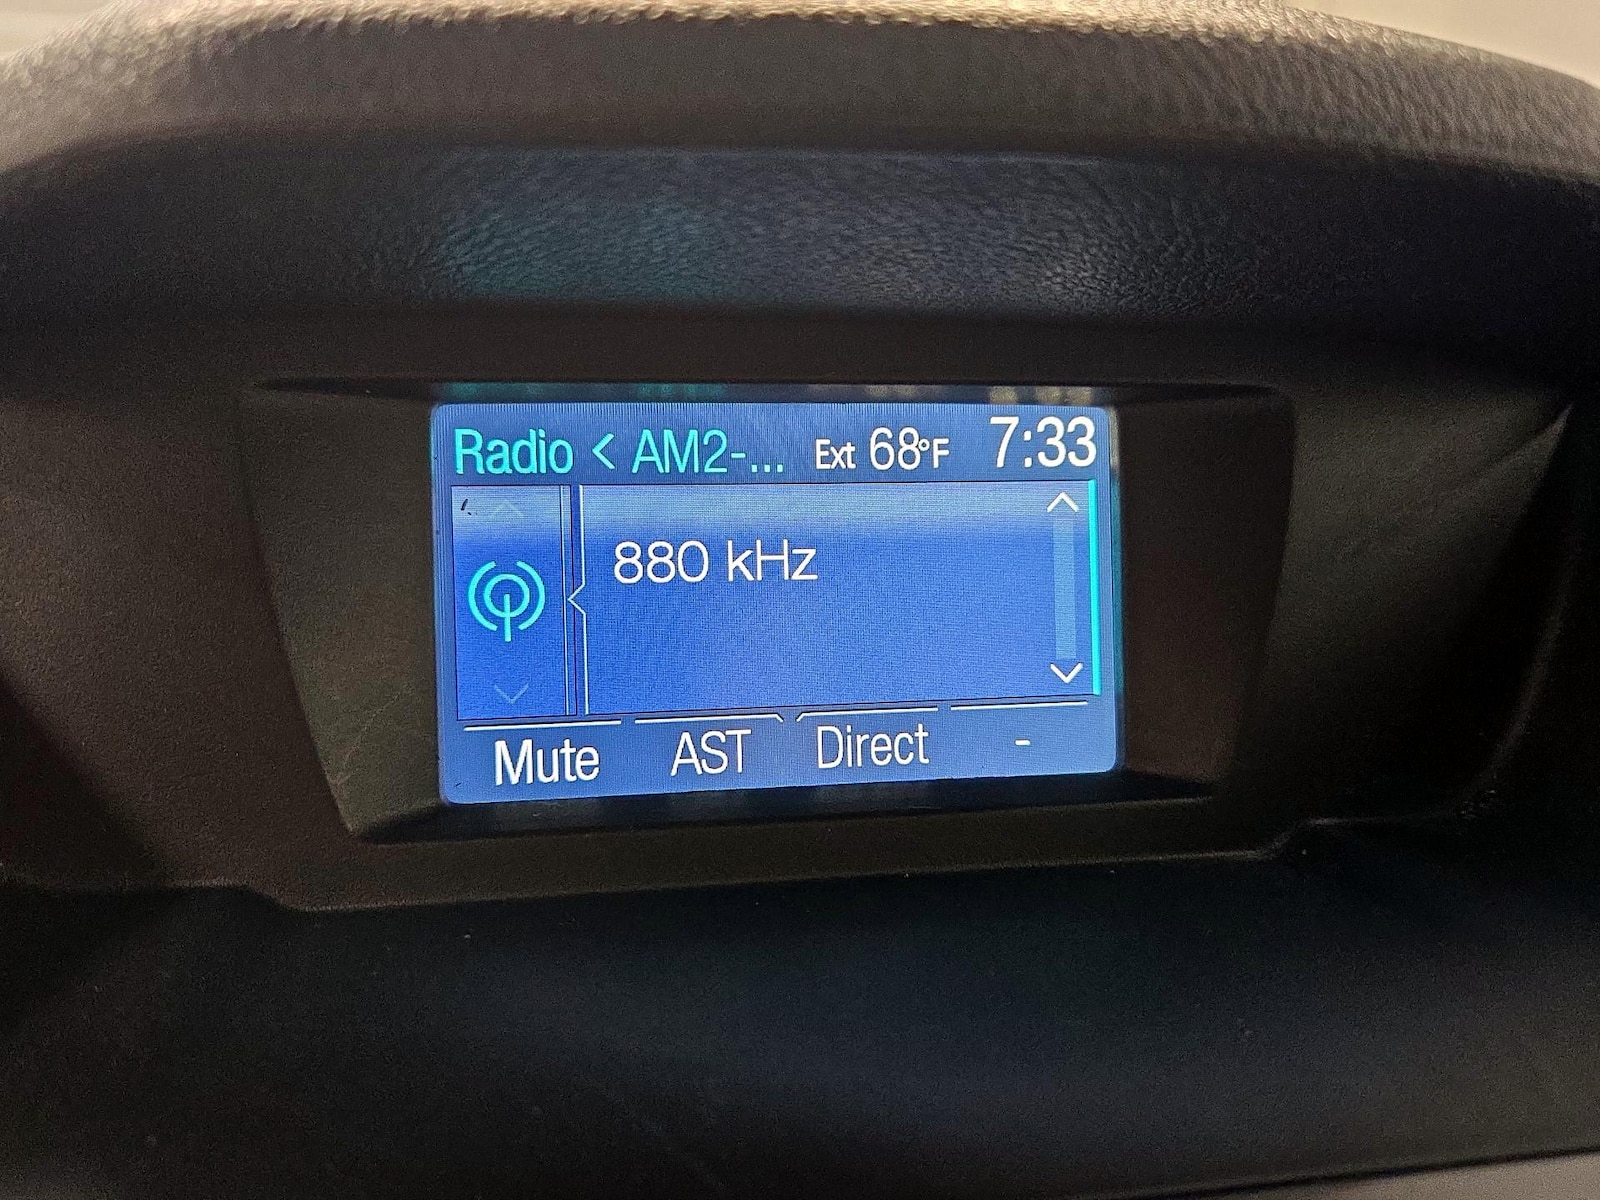 Radio < AM2-... Ext 68°F 7:33
880 kHz
Mute AST Direct -